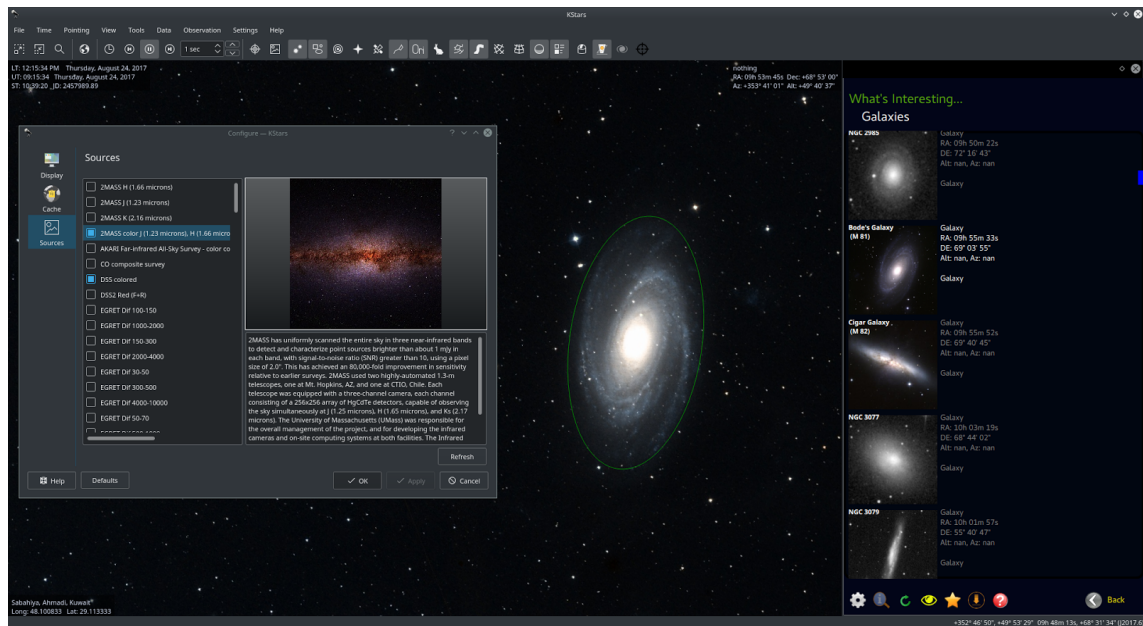 KStars
File Time Pointing View Tools Data Observation Settings Help
1 sec
LT: 12:15:34 PM Thursday, August 24, 2017
UT: 09:15:34 Thursday, August 24, 2017
ST: 10:39:20 JD: 2457989.89
nothing
RA: 09h 53m 45s Dec: +68° 53' 00"
Az: +353° 41' 01" Alt: +49° 40' 37"
Configure — KStars
Display
Cache
Sources
Sources
2MASS H (1.66 microns)
2MASS J (1.23 microns)
2MASS K (2.16 microns)
2MASS color J (1.23 microns), H (1.66 micro
AKARI Far-infrared All-Sky Survey - color co
CO composite survey
DSS colored
DSS2 Red (F+R)
EGRET Dif 100-150
EGRET Dif 1000-2000
EGRET Dif 150-300
EGRET Dif 2000-4000
EGRET Dif 30-50
EGRET Dif 300-500
EGRET Dif 4000-10000
EGRET Dif 50-70
2MASS has uniformly scanned the entire sky in three near-infrared bands
to detect and characterize point sources brighter than about 1 mJy in
each band, with signal-to-noise ratio (SNR) greater than 10, using a pixel
size of 2.0". This has achieved an 80,000-fold improvement in sensitivity
relative to earlier surveys. 2MASS used two highly-automated 1.3-m
telescopes, one at Mt. Hopkins, AZ, and one at CTIO, Chile. Each
telescope was equipped with a three-channel camera, each channel
consisting of a 256x256 array of HgCdTe detectors, capable of observing
the sky simultaneously at J (1.25 microns), H (1.65 microns), and Ks (2.17
microns). The University of Massachusetts (UMass) was responsible for
the overall management of the project, and for developing the infrared
cameras and on-site computing systems at both facilities. The Infrared
Refresh
Help Defaults OK Apply Cancel
What's Interesting...
Galaxies
NGC 2985
Galaxy
RA: 09h 50m 22s
DE: 72° 16' 43"
Alt: nan, Az: nan
Galaxy
Bode's Galaxy
(M 81)
RA: 09h 55m 33s
DE: 69° 03' 55"
Alt: nan, Az: nan
Galaxy
Cigar Galaxy
(M 82)
RA: 09h 55m 52s
DE: 69° 40' 45"
Alt: nan, Az: nan
Galaxy
NGC 3077
Galaxy
RA: 10h 03m 19s
DE: 68° 44' 02"
Alt: nan, Az: nan
Galaxy
NGC 3079
Galaxy
RA: 10h 01m 57s
DE: 55° 40' 47"
Alt: nan, Az: nan
Galaxy
Back
Sabahiya, Ahmadi, Kuwait
Long: 48.100833 Lat: 29.113333
+352° 46' 50", +49° 53' 29" 09h 48m 13s, +68° 31' 34" (J2017.6